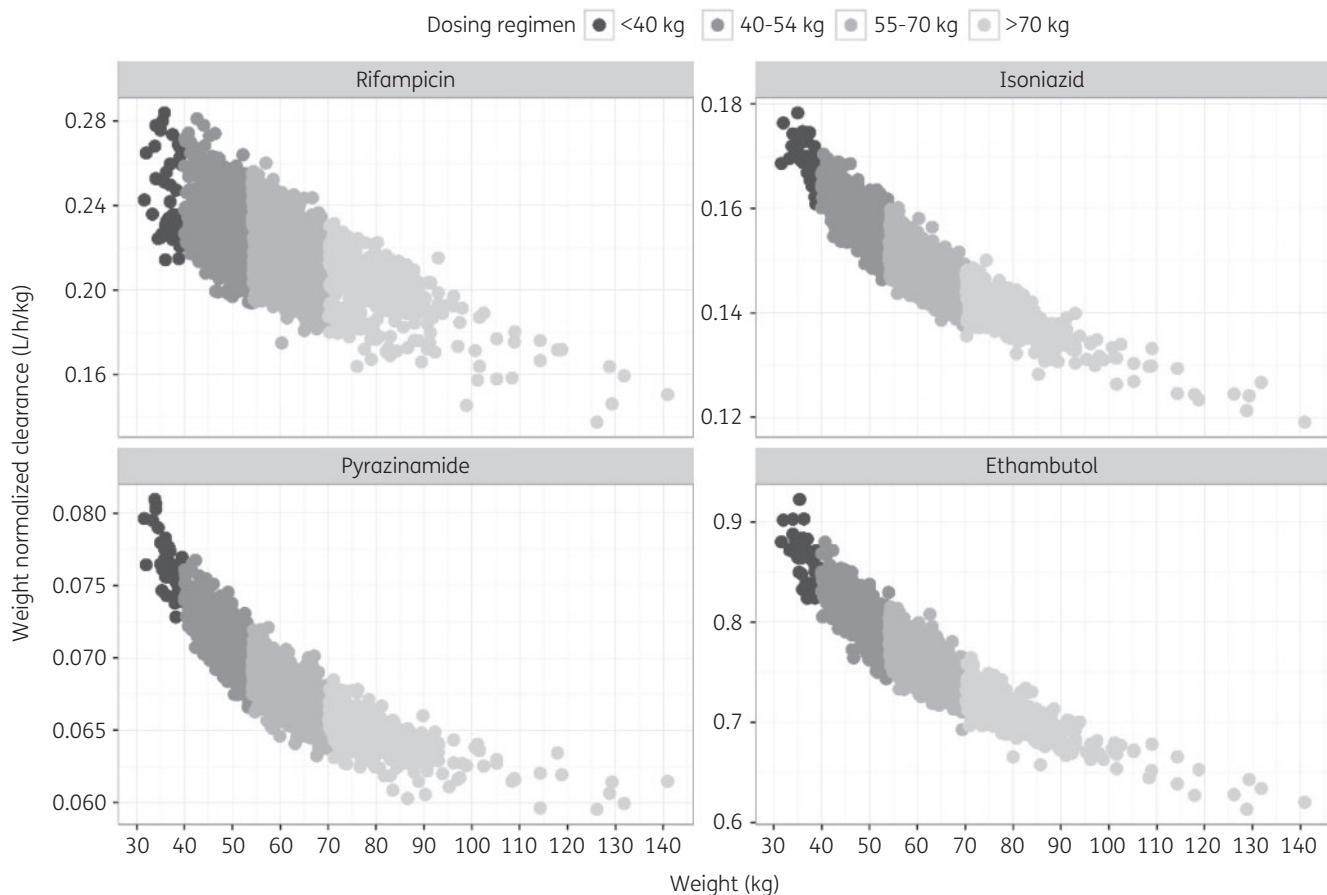 Dosing regimen <40 kg 40-54 kg 55-70 kg >70 kg
Rifampicin
Isoniazid
0.28
0.24
0.20
0.16
0.18
0.16
0.14
0.12
Weight normalized clearance (L/h/kg)
Pyrazinamide
Ethambutol
0.080
0.075
0.070
0.065
0.060
0.9
0.8
0.7
0.6
30 40 50 60 70 80 90 100 110 120 130 140
30 40 50 60 70 80 90 100 110 120 130 140
Weight (kg)